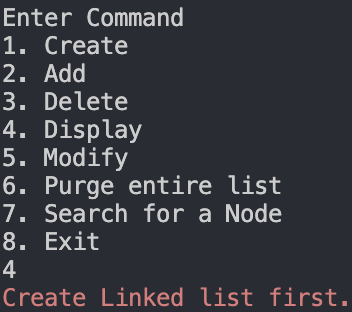 Enter Command
1. Create
2. Add
3. Delete
4. Display
5. Modify
6. Purge entire list
7. Search for a Node
8. Exit
4
Create Linked list first.